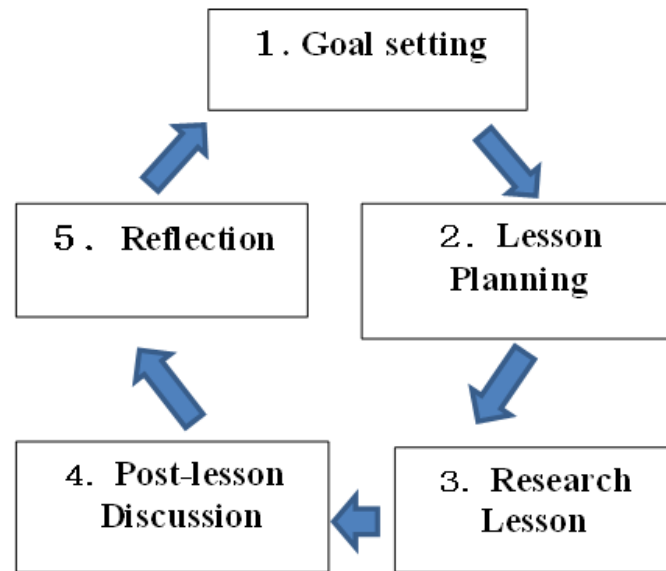 1. Goal setting
2. Lesson
Planning
3. Research
Lesson
4. Post-lesson
Discussion
5. Reflection